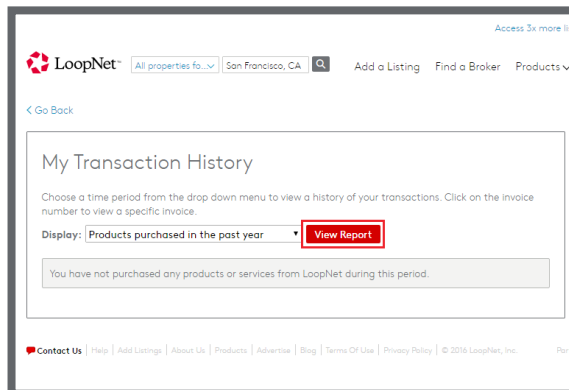 Access 3x more
LoopNet™ All properties fo... San Francisco, CA Add a Listing Find a Broker Products
Go Back
My Transaction History
Choose a time period from the drop down menu to view a history of your transactions. Click on the invoice
number to view a specific invoice.
Display: Products purchased in the past year View Report
You have not purchased any products or services from LoopNet during this period.
Contact Us | Help | Add Listings | About Us | Products | Advertise | Blog | Terms Of Use | Privacy Policy | © 2016 LoopNet, Inc.